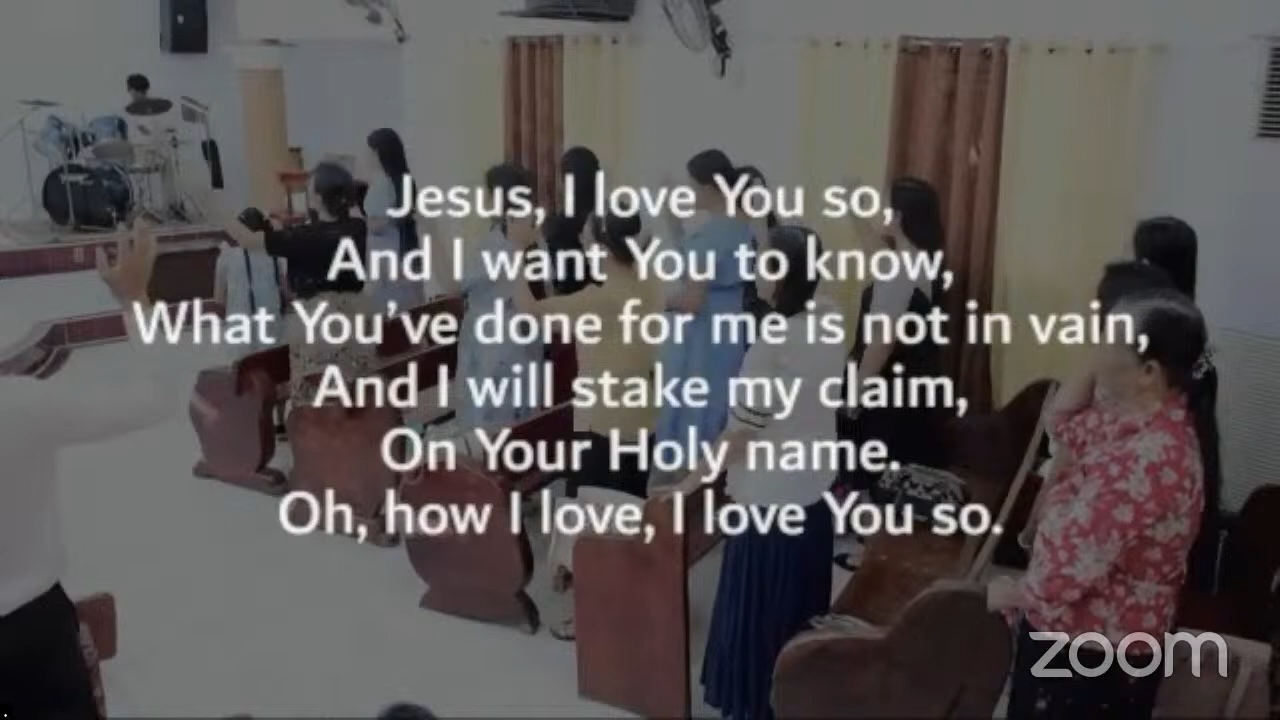 Jesus, I love You so,
And I want You to know,
What You've done for me is not in vain,
And I will stake my claim,
On Your Holy name.
Oh, how I love, I love You so.
zoom